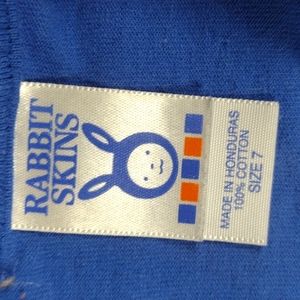 RABBIT
SKINS
MADE IN HONDURAS
100% COTTON
SIZE 7